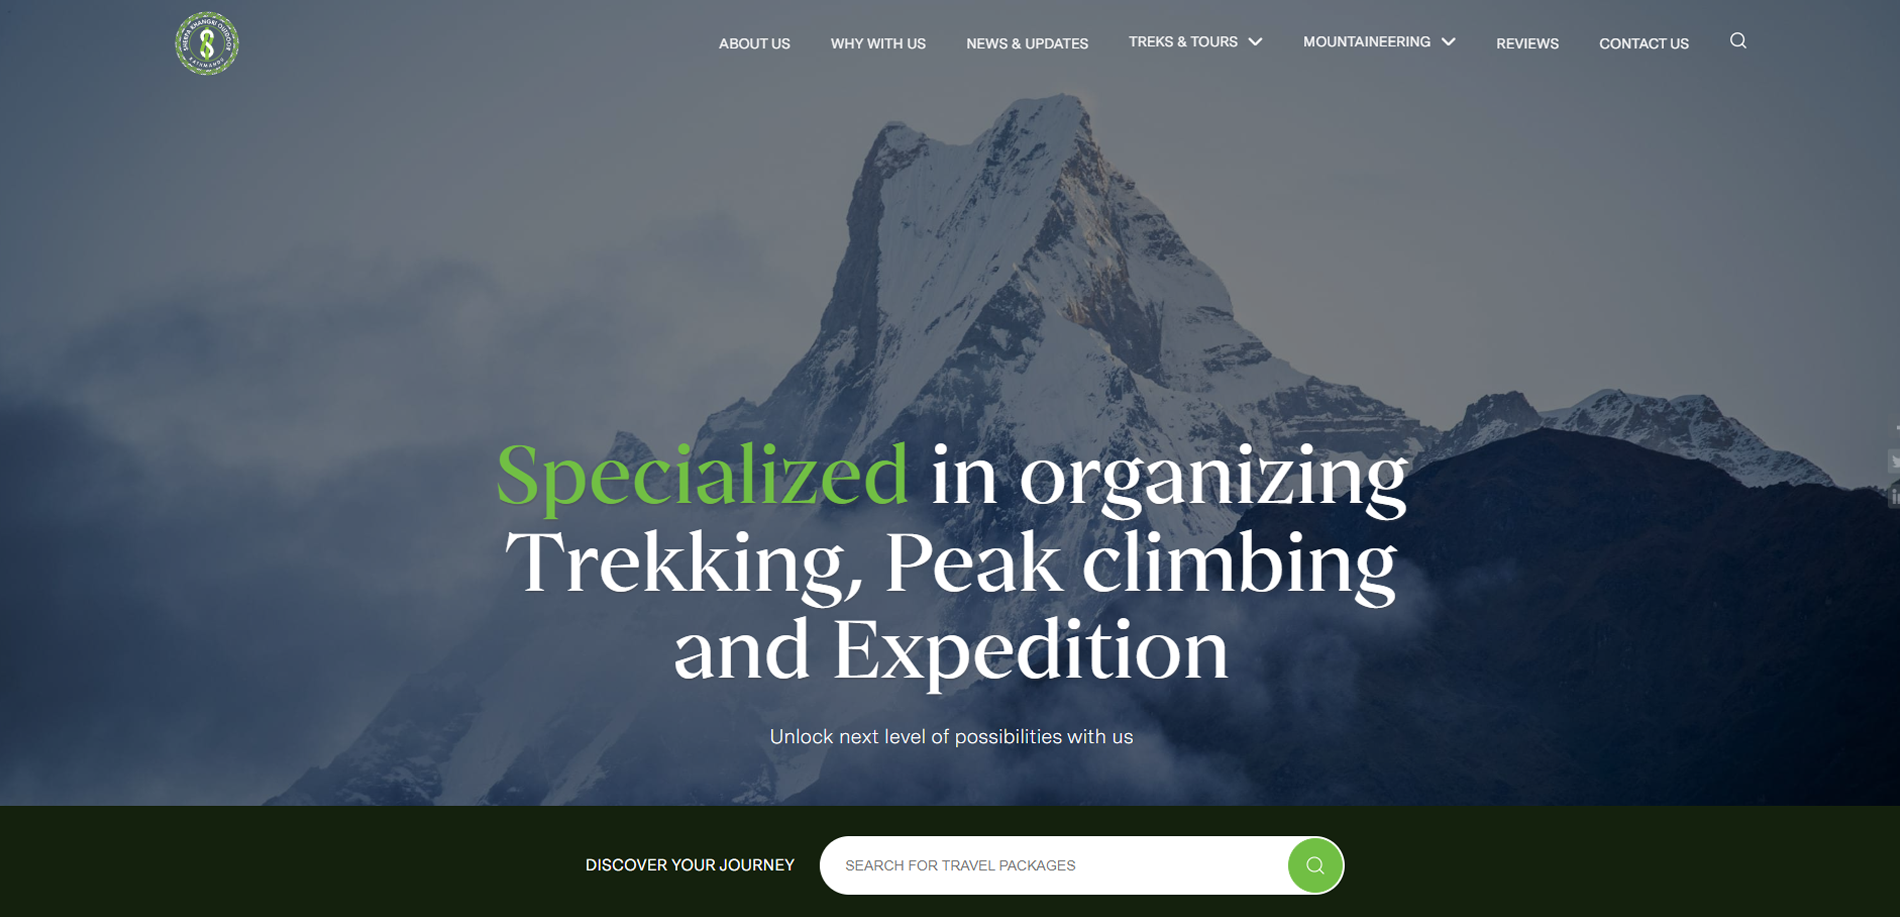 SHERPA KHANGRI OUTDOOR
KATHMANDU
ABOUT US
WHY WITH US
NEWS & UPDATES
TREKS & TOURS
MOUNTAINEERING
REVIEWS
CONTACT US
Specialized in organizing
Trekking, Peak climbing
and Expedition
Unlock next level of possibilities with us
DISCOVER YOUR JOURNEY
SEARCH FOR TRAVEL PACKAGES